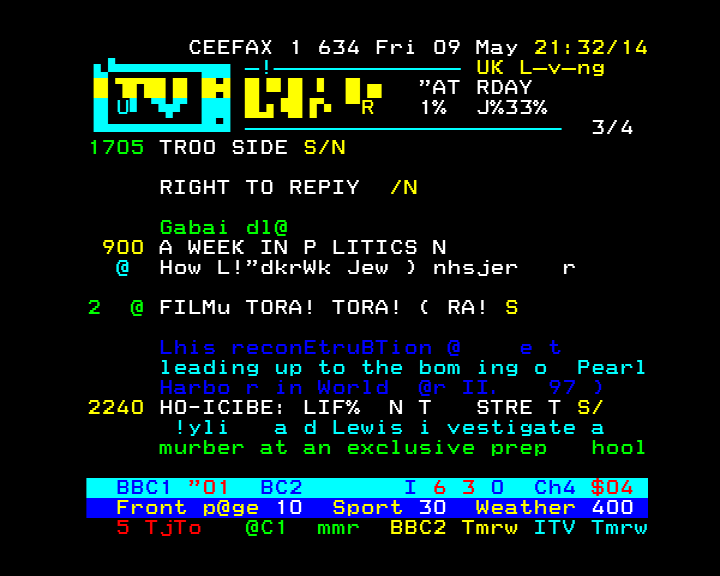 CEEFAX 1 634 Fri 09 May 21:32/14
—!—————————————— UK L—v—ng
"AT RDAY
U R 1% J%33%
3/4
1705 TROO SIDE S/N
RIGHT TO REPIY /N
Gabai dl@
900 A WEEK IN P LITICS N
@ How L!"dkrWk Jew ) nhsjer r
2 @ FILMu TORA! TORA! ( RA! S
Lhis reconEtruBTion @ e t
leading up to the bom ing o Pearl
Harbo r in World @r II. 97 )
2240 HO-ICIBE: LIF% N T STRE T S/
!yli a d Lewis i vestigate a
murber at an exclusive prep hool
BBC1 "01 BC2 I 6 3 0 Ch4 $04
Front p@ge 10 Sport 30 Weather 400
5 TjTo @C1 mmr BBC2 Tmrw ITV Tmrw